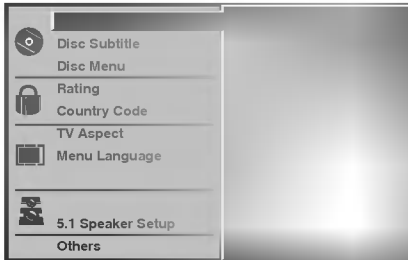 Disc Subtitle
Disc Menu
Rating
Country Code
TV Aspect
Menu Language
5.1 Speaker Setup
Others